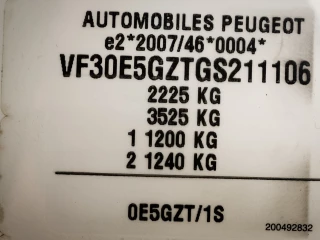 AUTOMOBILES PEUGEOT
e2*2007/46*0004*
VF30E5GZTGS211106
2225 KG
3525 KG
1 1200 KG
2 1240 KG
0E5GZT/1S
200492832